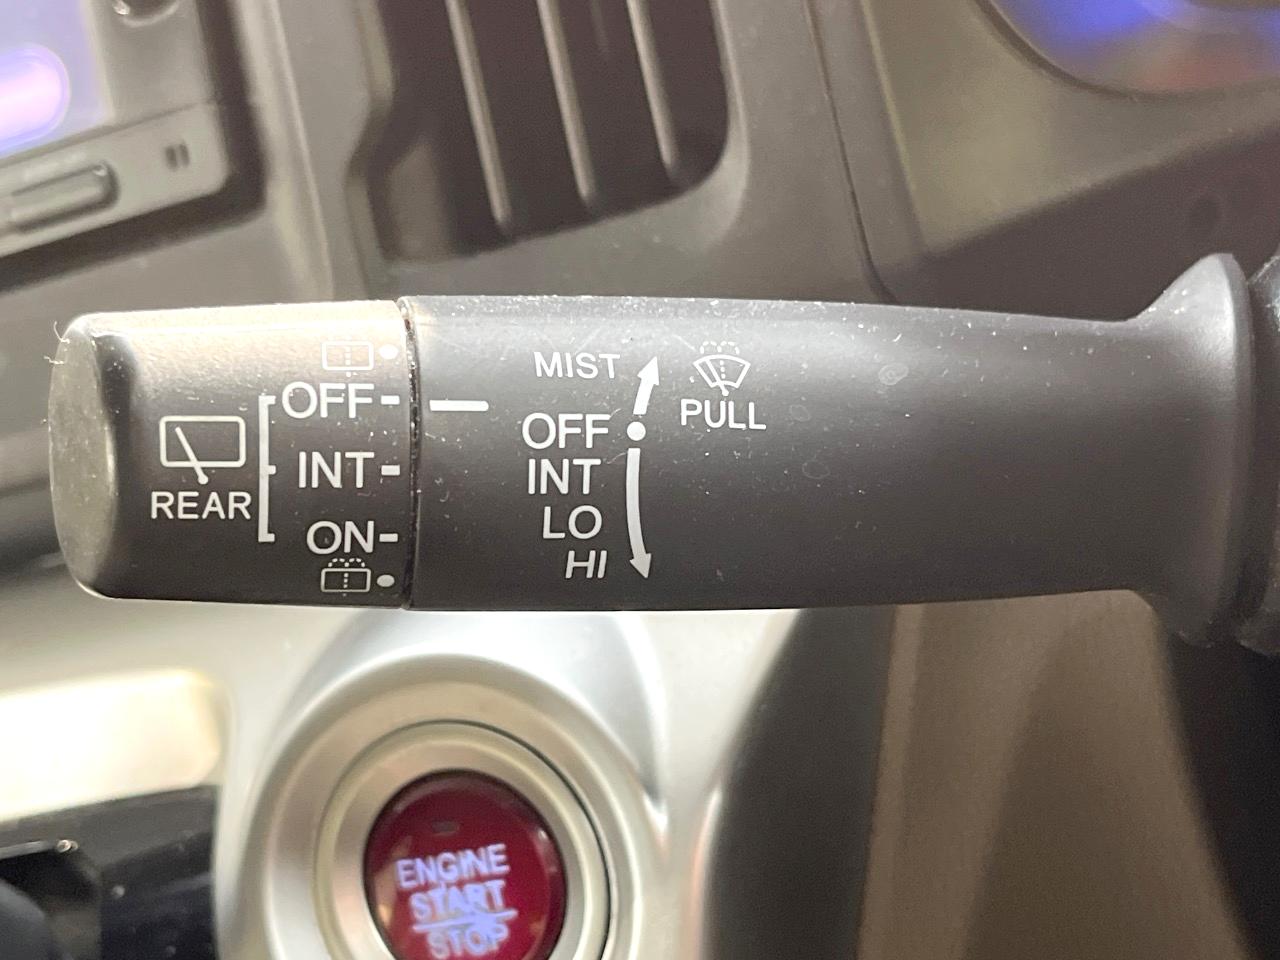 OFF
INT
ON
REAR
MIST
OFF
INT
LO
HI
PULL
ENGINE
START
STOP